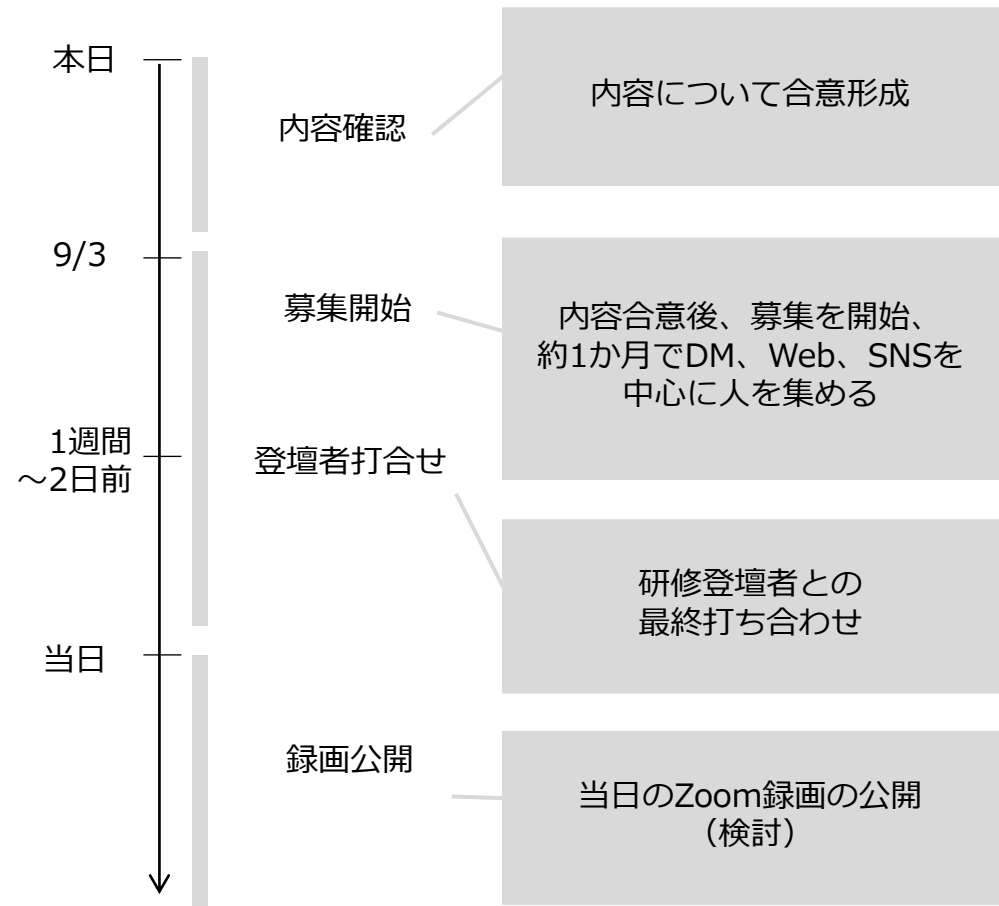 本日
内容確認
内容について合意形成
9/3
募集開始
内容合意後、募集を開始、
約1か月でDM、Web、SNSを
中心に人を集める
1週間
～2日前
登壇者打合せ
研修登壇者との
最終打ち合わせ
当日
録画公開
当日のZoom録画の公開
（検討）